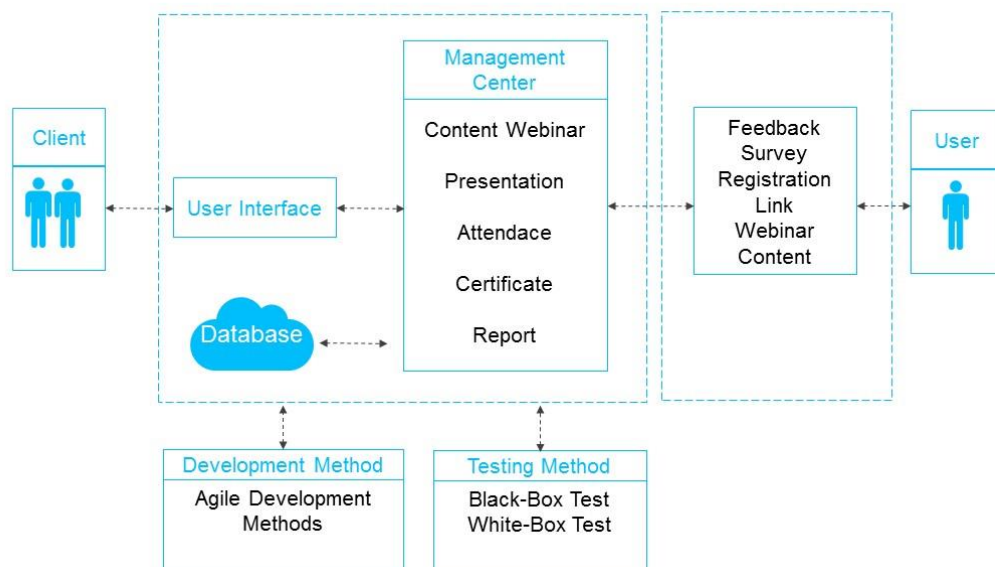 Client
User Interface
Database
Management
Center
Content Webinar
Presentation
Attendace
Certificate
Report
Feedback
Survey
Registration
Link
Webinar
Content
User
Development Method
Agile Development
Methods
Testing Method
Black-Box Test
White-Box Test